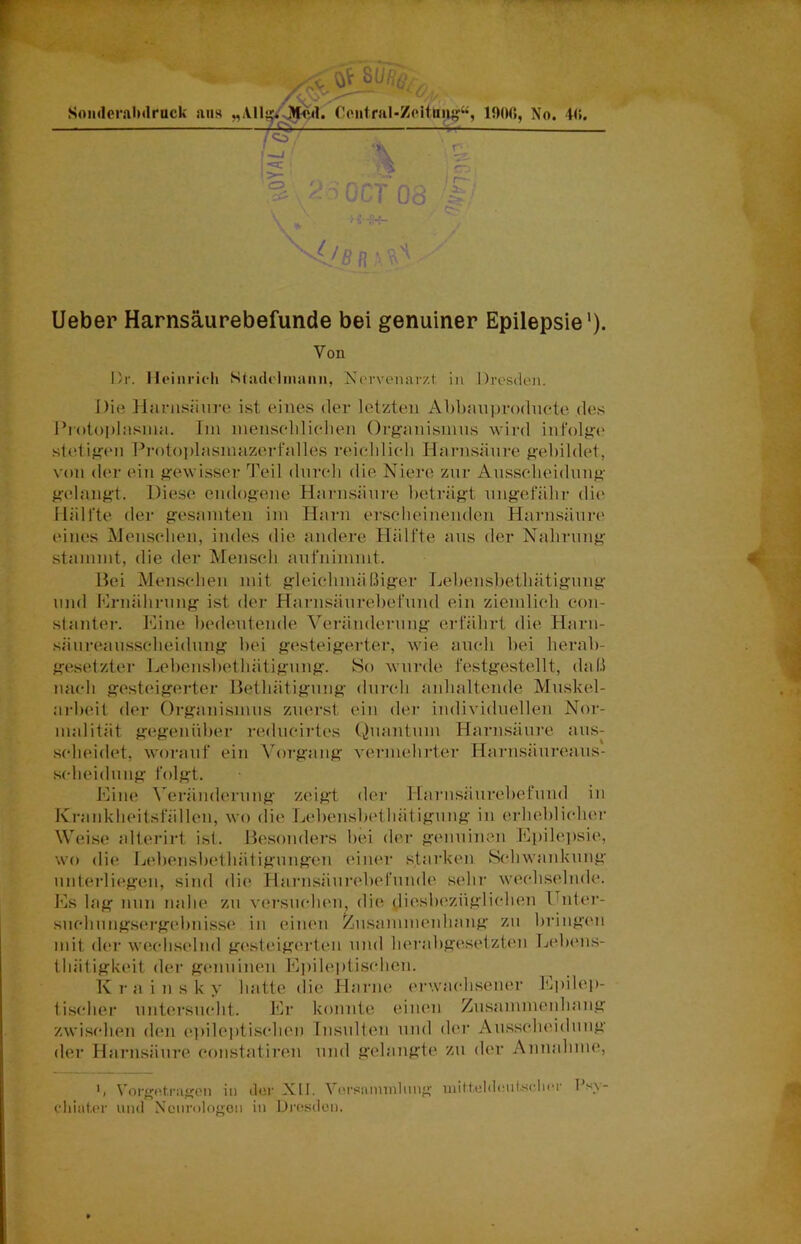 Sonderabdruck aus „Allg. Med. Central-Zeitung“, 1906, No. 46.
OF SURG
ROYAL CO
ENGLAND
23 OCT 08
LIBRARY
Ueber Harnsäurebefunde bei genuiner Epilepsie¹).
Von
Dr. Heinrich Stadelmann, Nervenarzt in Dresden.
Die Harnsäure ist eines der letzten Abbauproducte des
Protoplasma. Im menschlichen Organismus wird infolge
stetigen Protoplasmazerfalles reichlich Harnsäure gebildet,
von der ein gewisser Teil durch die Niere zur Ausscheidung
gelangt. Diese endogene Harnsäure beträgt ungefähr die
Hälfte der gesamten im Harn erscheinenden Harnsäure
eines Menschen, indes die andere Hälfte aus der Nahrung
stammt, die der Mensch aufnimmt.
Bei Menschen mit gleichmäßiger Lebensbethätigung
und Ernährung ist der Harnsäurebefund ein ziemlich con-
stanter. Eine bedeutende Veränderung erfährt die Harn-
säureausscheidung bei gesteigerter, wie auch bei herab-
gesetzter Lebensbethätigung. So wurde festgestellt, daß
nach gesteigerter Bethätigung durch anhaltende Muskel-
arbeit der Organismus zuerst ein der individuellen Nor-
malität gegenüber reducirtes Quantum Harnsäure aus-
scheidet, worauf ein Vorgang vermehrter Harnsäureaus-
scheidung folgt.
Eine Veränderung zeigt der Harnsäurebefund in
Krankheitsfällen, wo die Lebensbethätigung in erheblicher
Weise alterirt ist. Besonders bei der genuinen Epilepsie,
wo die Lebensbethätigungen einer starken Schwankung
unterliegen, sind die Harnsäurebefunde sehr wechselnde.
Es lag nun nahe zu versuchen, die diesbezüglichen Unter-
suchungsergebnisse in einen Zusammenhang zu bringen
mit der wechselnd gesteigerten und herabgesetzten Lebens-
thätigkeit der genuinen Epileptischen.
Krainsky hatte die Harne erwachsener Epilep-
tischer untersucht. Er konnte einen Zusammenhang
zwischen den epileptischen Insulten und der Ausscheidung
der Harnsäure constatiren und gelangte zu der Annahme,
¹) Vorgetragen in der XII. Versammlung mitteldeutscher Psy-
chiater und Neurologen in Dresden.